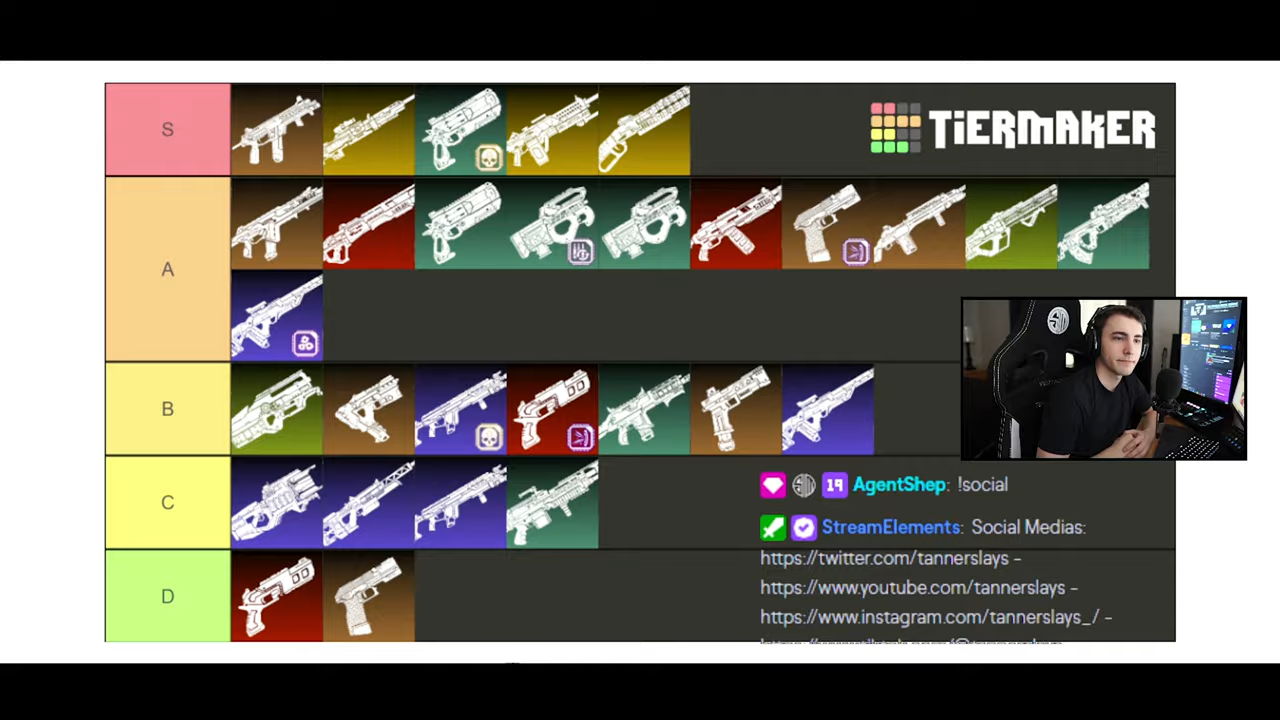 S
TiERMAKER
A
B
C
19 AgentShep: !social
StreamElements: Social Medias:
https://twitter.com/tannerslays -
https://www.youtube.com/tannerslays -
https://www.instagram.com/tannerslays_/ -
D